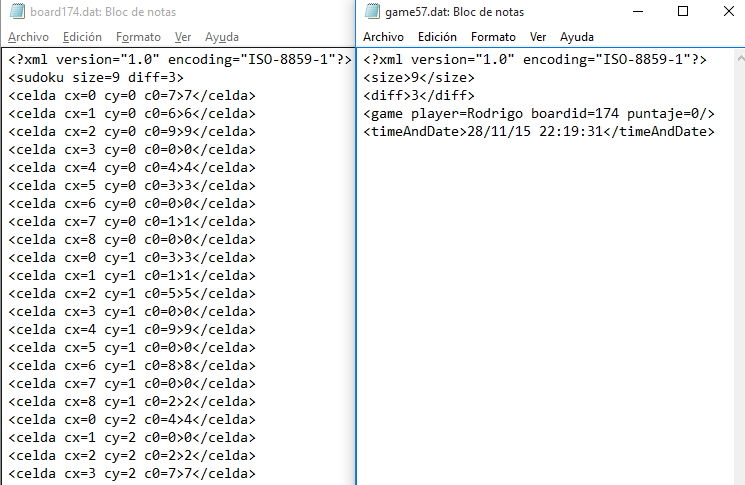 board174.dat: Bloc de notas
Archivo Edición Formato Ver Ayuda
<?xml version="1.0" encoding="ISO-8859-1"?>
<sudoku size=9 diff=3>
<celda cx=0 cy=0 c0=7>7</celda>
<celda cx=1 cy=0 c0=6>6</celda>
<celda cx=2 cy=0 c0=9>9</celda>
<celda cx=3 cy=0 c0=0>0</celda>
<celda cx=4 cy=0 c0=4>4</celda>
<celda cx=5 cy=0 c0=3>3</celda>
<celda cx=6 cy=0 c0=0>0</celda>
<celda cx=7 cy=0 c0=1>1</celda>
<celda cx=8 cy=0 c0=0>0</celda>
<celda cx=0 cy=1 c0=3>3</celda>
<celda cx=1 cy=1 c0=1>1</celda>
<celda cx=2 cy=1 c0=5>5</celda>
<celda cx=3 cy=1 c0=0>0</celda>
<celda cx=4 cy=1 c0=9>9</celda>
<celda cx=5 cy=1 c0=0>0</celda>
<celda cx=6 cy=1 c0=8>8</celda>
<celda cx=7 cy=1 c0=0>0</celda>
<celda cx=8 cy=1 c0=2>2</celda>
<celda cx=0 cy=2 c0=4>4</celda>
<celda cx=1 cy=2 c0=0>0</celda>
<celda cx=2 cy=2 c0=2>2</celda>
<celda cx=3 cy=2 c0=7>7</celda>
game57.dat: Bloc de notas
Archivo Edición Formato Ver Ayuda
<?xml version="1.0" encoding="ISO-8859-1"?>
<size>9</size>
<diff>3</diff>
<game player=Rodrigo boardid=174 puntaje=0/>
<timeAndDate>28/11/15 22:19:31</timeAndDate>